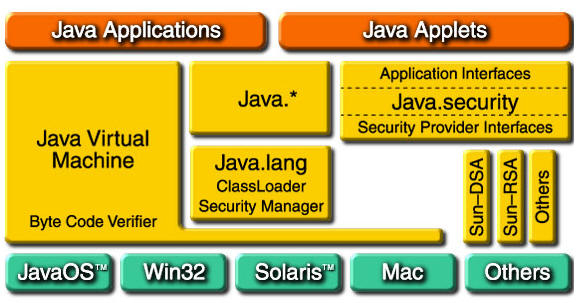 Java Applications
Java Applets
Java Virtual
Machine
Byte Code Verifier
Java.*
Java.lang
ClassLoader
Security Manager
Application Interfaces
Java.security
Security Provider Interfaces
Sun–DSA
Sun–RSA
Others
JavaOS™
Win32
Solaris™
Mac
Others